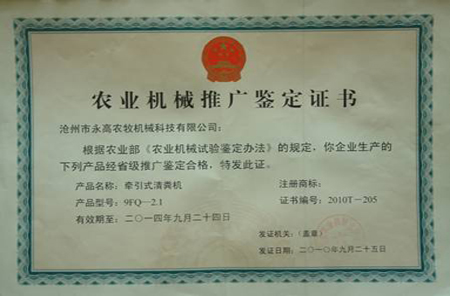 农业机械推广鉴定证书
沧州市永高农牧机械科技有限公司:
根据农业部《农业机械试验鉴定办法》的规定，你企业生产的
下列产品经省级推广鉴定合格，特发此证。
产品名称: 牵引式清粪机 注册商标:
产品型号: 9FQ—2.1 证书编号: 2010T－205
有效期至: 二〇一四年九月二十四日
发证机关: (盖章)
发证日期: 二〇一〇年九月二十五日